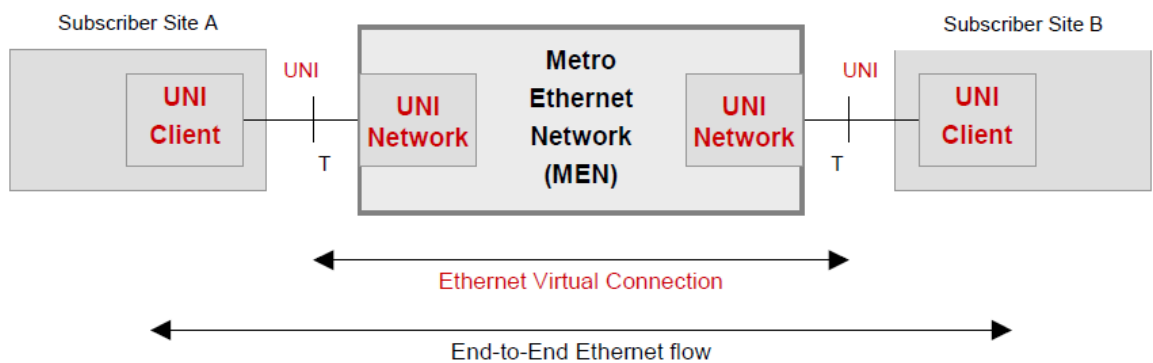 Subscriber Site A
Subscriber Site B
UNI
UNI
UNI
Client
UNI
Network
Metro
Ethernet
Network
(MEN)
UNI
Network
UNI
Client
T
T
Ethernet Virtual Connection
End-to-End Ethernet flow